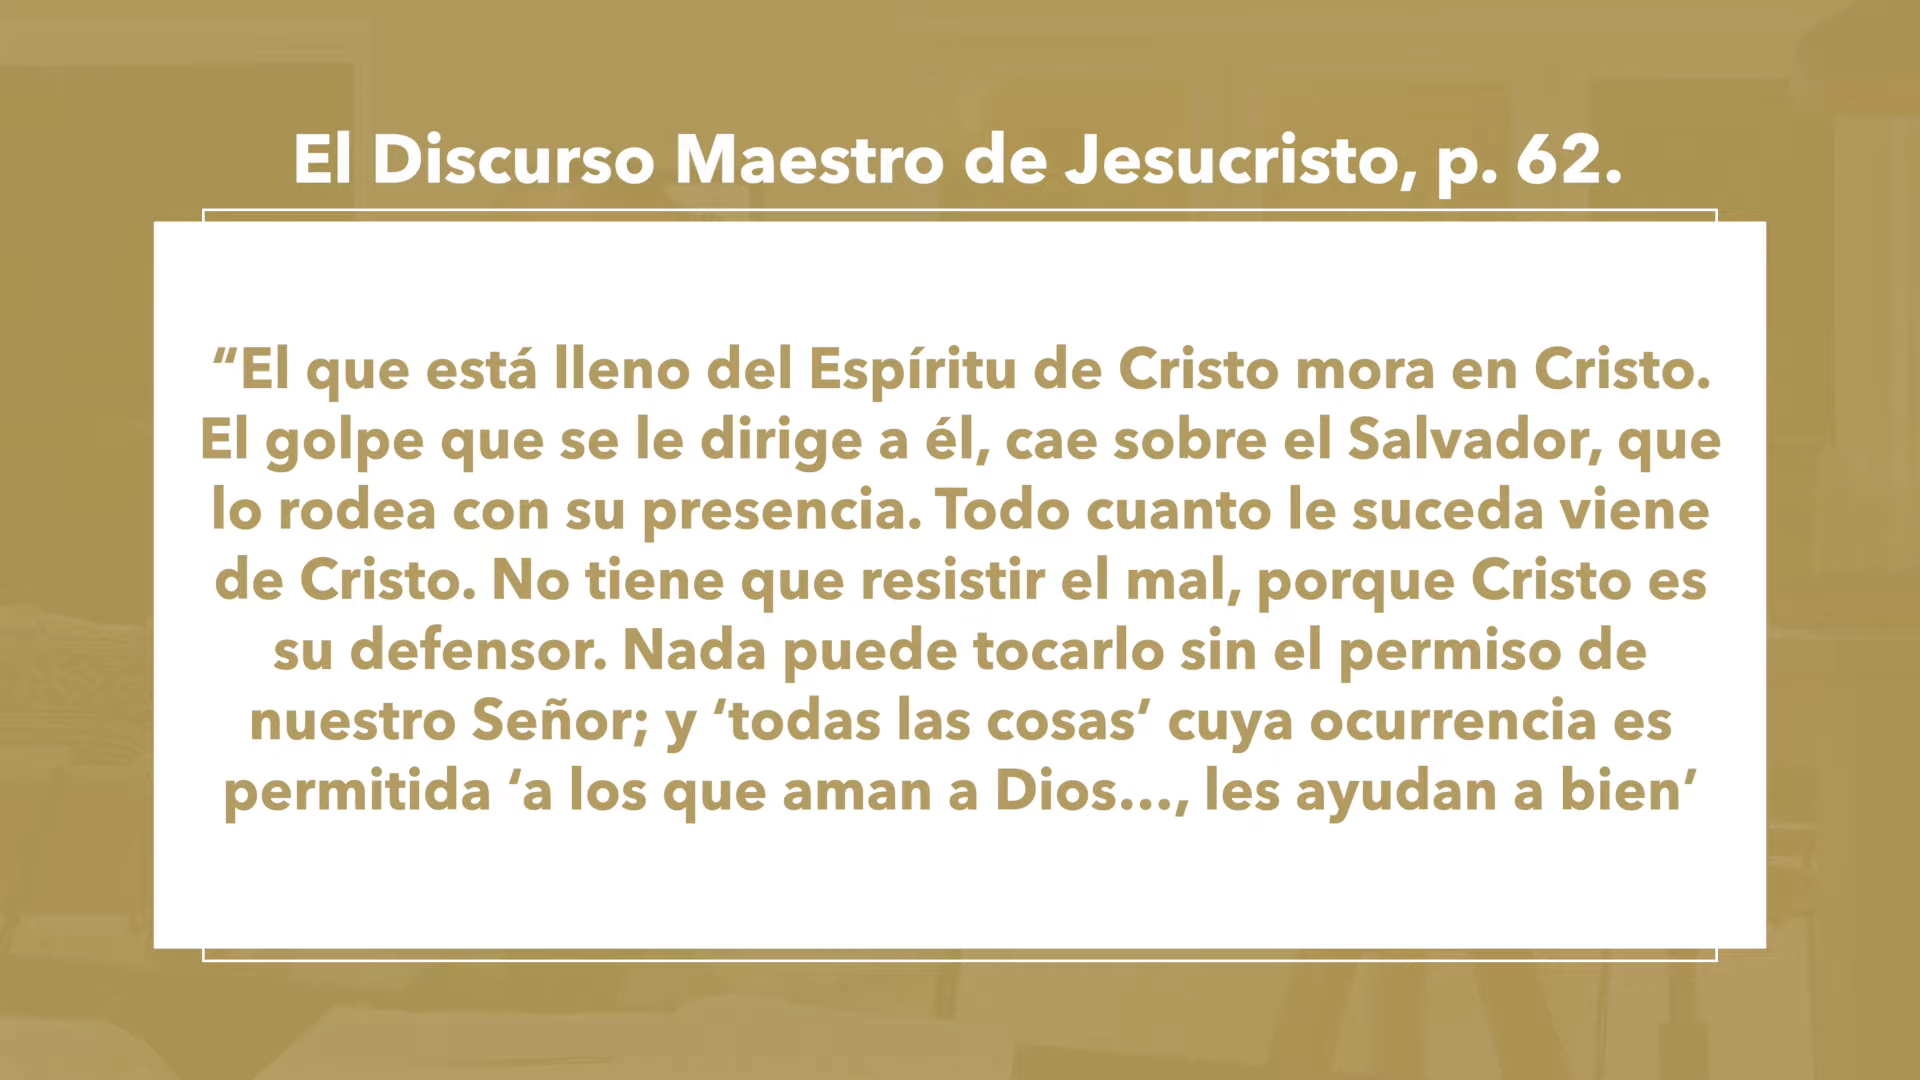 El Discurso Maestro de Jesucristo, p. 62.
“El que está lleno del Espíritu de Cristo mora en Cristo.
El golpe que se le dirige a él, cae sobre el Salvador, que
lo rodea con su presencia. Todo cuanto le suceda viene
de Cristo. No tiene que resistir el mal, porque Cristo es
su defensor. Nada puede tocarlo sin el permiso de
nuestro Señor; y ‘todas las cosas’ cuya ocurrencia es
permitida ‘a los que aman a Dios..., les ayudan a bien’